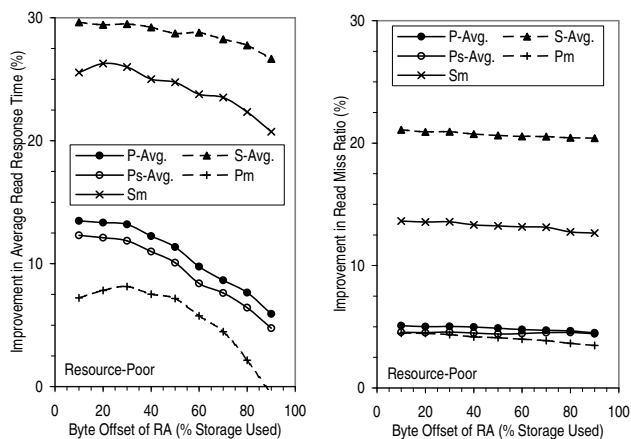 Improvement in Average Read Response Time (%)
30
20
10
0
P-Avg.
S-Avg.
Ps-Avg.
Pm
Sm
Resource-Poor
0 20 40 60 80 100
Byte Offset of RA (% Storage Used)
Improvement in Read Miss Ratio (%)
30
20
10
0
P-Avg.
S-Avg.
Ps-Avg.
Pm
Sm
Resource-Poor
0 20 40 60 80 100
Byte Offset of RA (% Storage Used)